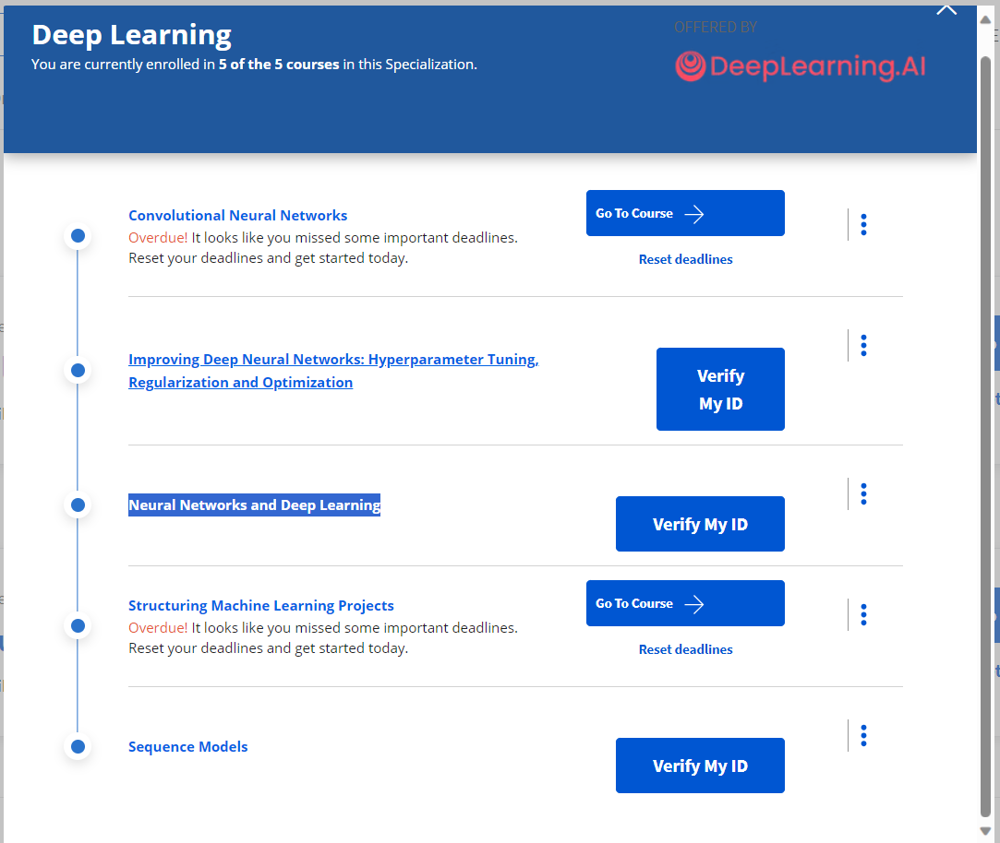 Deep Learning
You are currently enrolled in 5 of the 5 courses in this Specialization.
OFFERED BY
DeepLearning.AI
Convolutional Neural Networks
Overdue! It looks like you missed some important deadlines.
Reset your deadlines and get started today.
Go To Course
Reset deadlines
Improving Deep Neural Networks: Hyperparameter Tuning,
Regularization and Optimization
Verify
My ID
Neural Networks and Deep Learning
Verify My ID
Structuring Machine Learning Projects
Overdue! It looks like you missed some important deadlines.
Reset your deadlines and get started today.
Go To Course
Reset deadlines
Sequence Models
Verify My ID